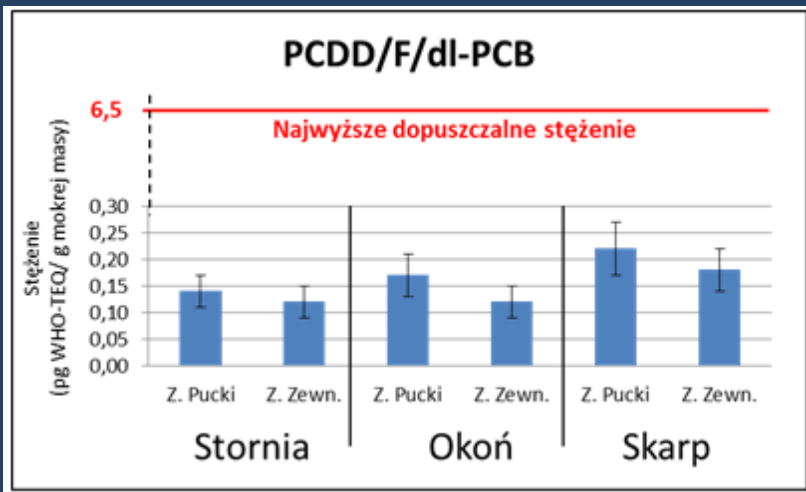 PCDD/F/dl-PCB
6,5
Najwyższe dopuszczalne stężenie
Stężenie
(pg WHO-TEQ/ g mokrej masy)
0,30
0,25
0,20
0,15
0,10
0,05
0,00
Z. Pucki Z. Zewn. Z. Pucki Z. Zewn. Z. Pucki Z. Zewn.
Stornia Okoń Skarp